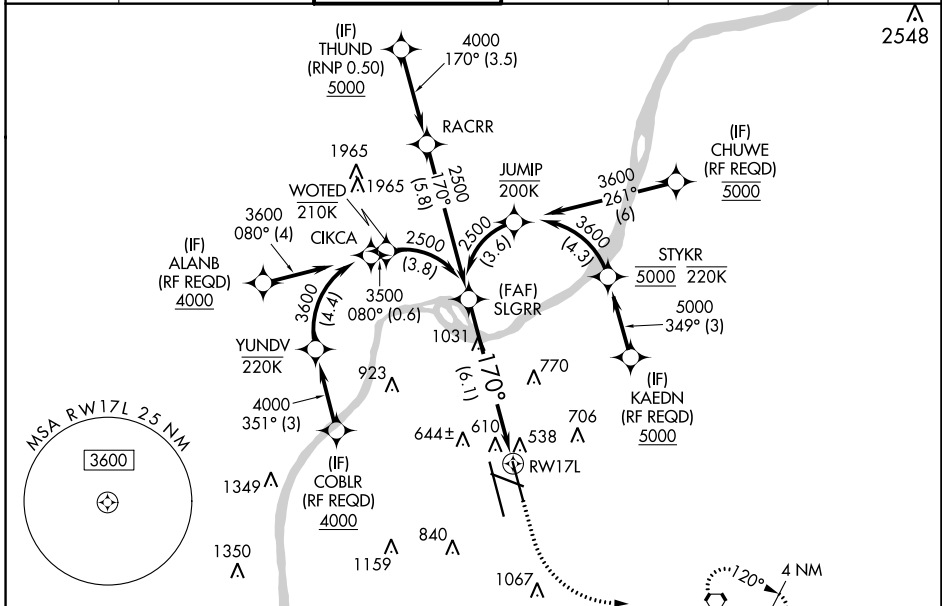 2548
(IF)
THUND
(RNP 0.50)
5000
4000
170° (3.5)
RACRR
2500
170°
(5.8)
1965
1965
WOTED
210K
JUMIP
200K
3600
261°
(6)
(IF)
CHUWE
(RF REQD)
5000
3600
080° (4)
CIKCA
2500
(3.8)
2500
(3.6)
3600
(4.3)
STYKR
5000 220K
(IF)
ALANB
(RF REQD)
4000
3600
(4.4)
3500
080° (0.6)
(FAF)
SLGRR
5000
349° (3)
YUNDV
220K
1031
170°
(6.1)
923
770
(IF)
KAEDN
(RF REQD)
5000
4000
351° (3)
706
644±
610
538
RW17L
MSA RW17L 25 NM
3600
(IF)
COBLR
(RF REQD)
4000
1349
1350
1159
840
1067
120°
4 NM